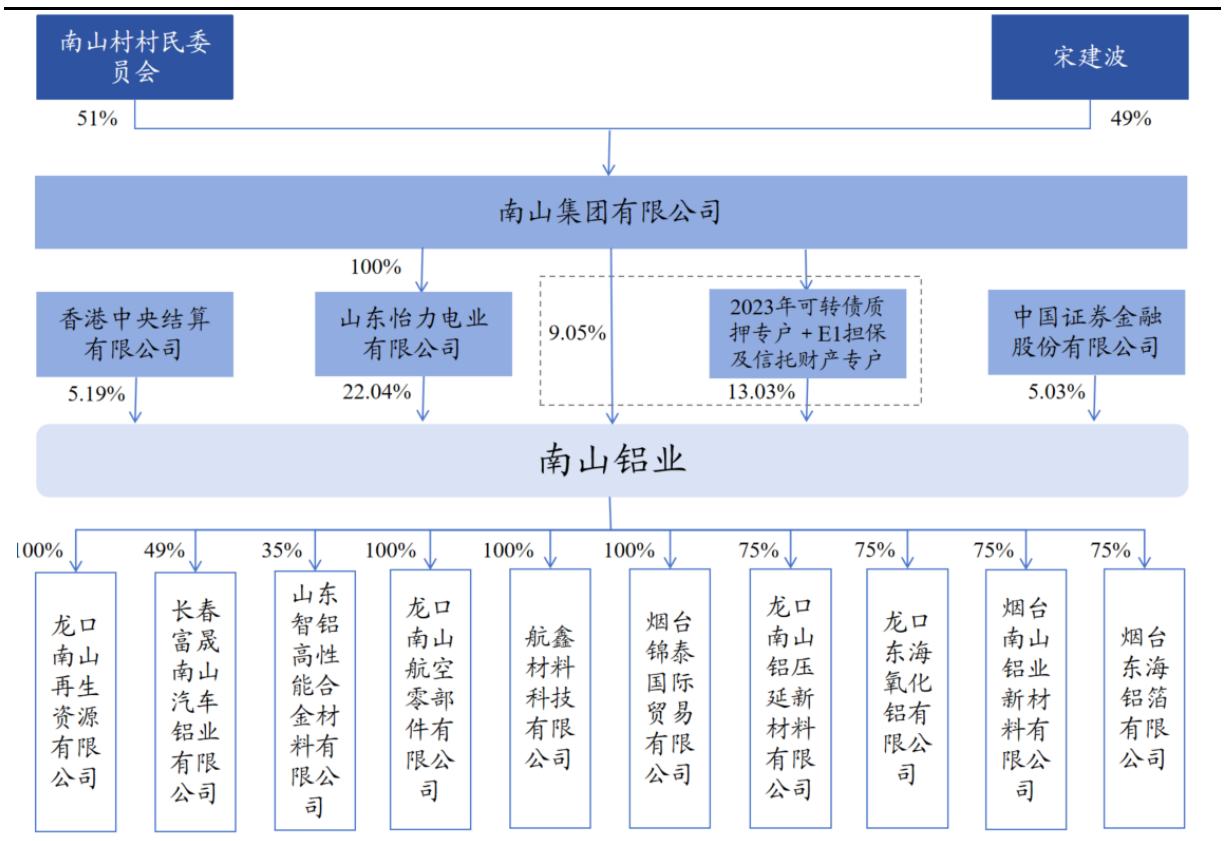 南山村村民委
员会
宋建波
51%
49%
南山集团有限公司
100%
香港中央结算
有限公司
山东怡力电业
有限公司
9.05%
2023年可转债质
押专户 + E1担保
及信托财产专户
中国证券金融
股份有限公司
5.19%
22.04%
13.03%
5.03%
南山铝业
100%
49%
35%
100%
100%
100%
75%
75%
75%
75%
龙口
南山
再生
资源
有限
公司
长春
富晟
南山
汽车
铝业
有限
公司
山东
智铝
高性
能合
金材
料有
限公
司
龙口
南山
航空
零部
件有
限公
司
航鑫
材料
科技
有限
公司
烟台
锦泰
国际
贸易
有限
公司
龙口
南山
铝压
延新
材料
有限
公司
龙口
东海
氧化
铝有
限公
司
烟台
南山
铝业
新材
料有
限公
司
烟台
东海
铝箔
有限
公司